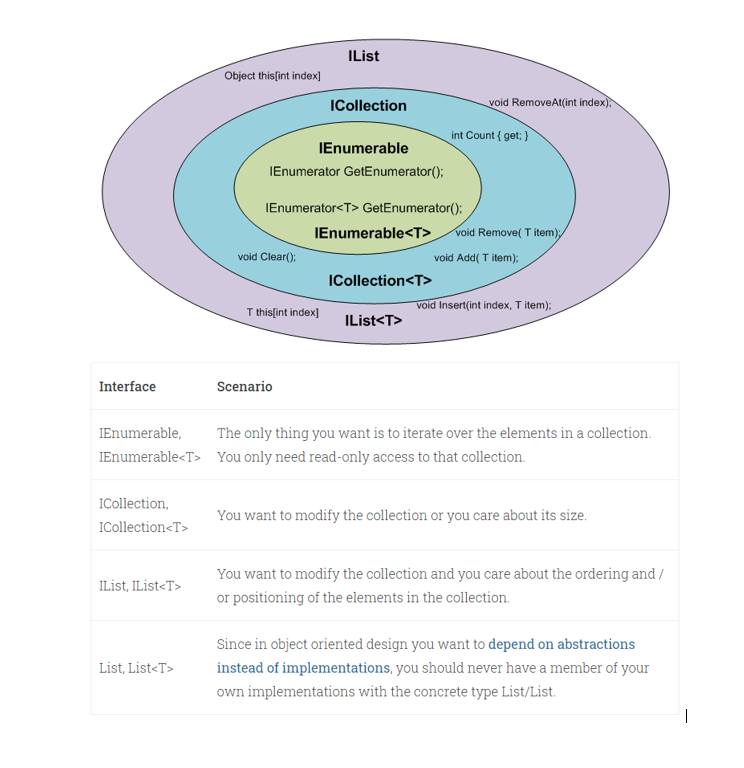 IList
Object this[int index]
ICollection
void RemoveAt(int index);
int Count { get; }
IEnumerable
IEnumerator GetEnumerator();
IEnumerator<T> GetEnumerator();
IEnumerable<T>
void Remove( T item);
void Clear();
void Add( T item);
ICollection<T>
void Insert(int index, T item);
T this[int index]
IList<T>
Interface Scenario
IEnumerable, The only thing you want is to iterate over the elements in a collection.
IEnumerable<T> You only need read-only access to that collection.
ICollection,
ICollection<T>
You want to modify the collection or you care about its size.
IList, IList<T>
You want to modify the collection and you care about the ordering and /
or positioning of the elements in the collection.
List, List<T>
Since in object oriented design you want to depend on abstractions
instead of implementations, you should never have a member of your
own implementations with the concrete type List/List.